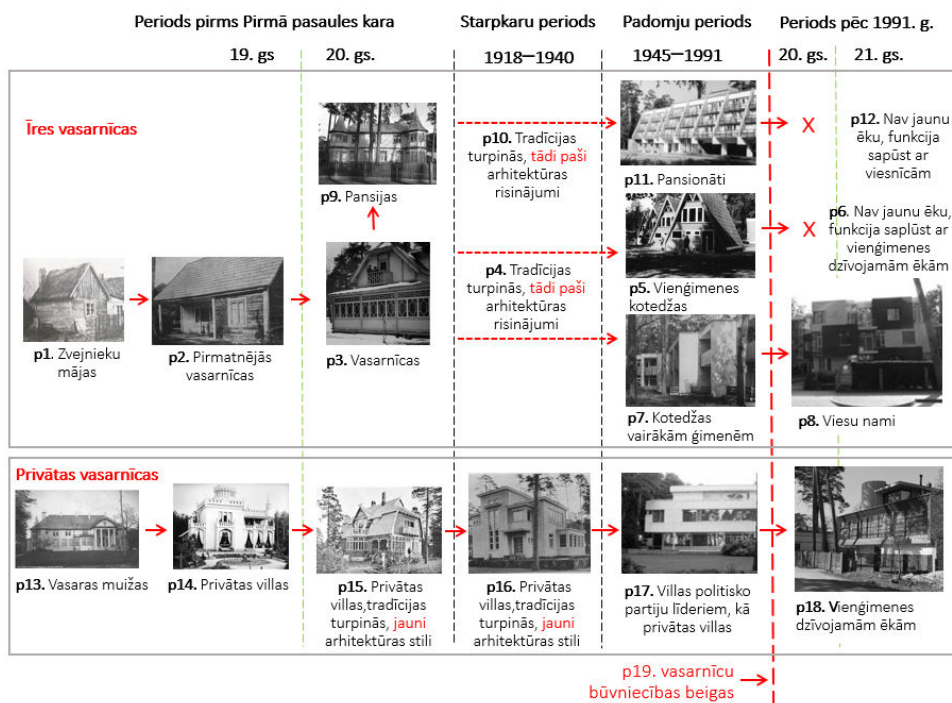 Periods pirms Pirmā pasaules kara
Starpkaru periods
Padomju periods
Periods pēc 1991. g.
19. gs
20. gs.
1918—1940
1945—1991
20. gs.
21. gs.
Īres vasarnīcas
p9. Pansijas
p10. Tradīcijas
turpinās, tādi paši
arhitektūras
risinājumi
p11. Pansionāti
X
p12. Nav jaunu
ēku, funkcija
sapūst ar
viesnīcām
p1. Zvejnieku
mājas
p2. Pirmatnējās
vasarnīcas
p3. Vasarnīcas
p4. Tradīcijas
turpinās, tādi paši
arhitektūras
risinājumi
p5. Vienģimenes
kotedžas
X
p6. Nav jaunu ēku,
funkcija saplūst ar
vienģimenes
dzīvojamām ēkām
p7. Kotedžas
vairākām ģimenēm
p8. Viesu nami
Privātas vasarnīcas
p13. Vasaras muižas
p14. Privātas villas
p15. Privātas
villas,tradīcijas
turpinās, jauni
arhitektūras stili
p16. Privātas
villas,tradīcijas
turpinās, jauni
arhitektūras stili
p17. Villas politisko
partiju līderiem, kā
privātas villas
p18. Vienģimenes
dzīvojamām ēkām
p19. vasarnīcu
būvniecības beigas